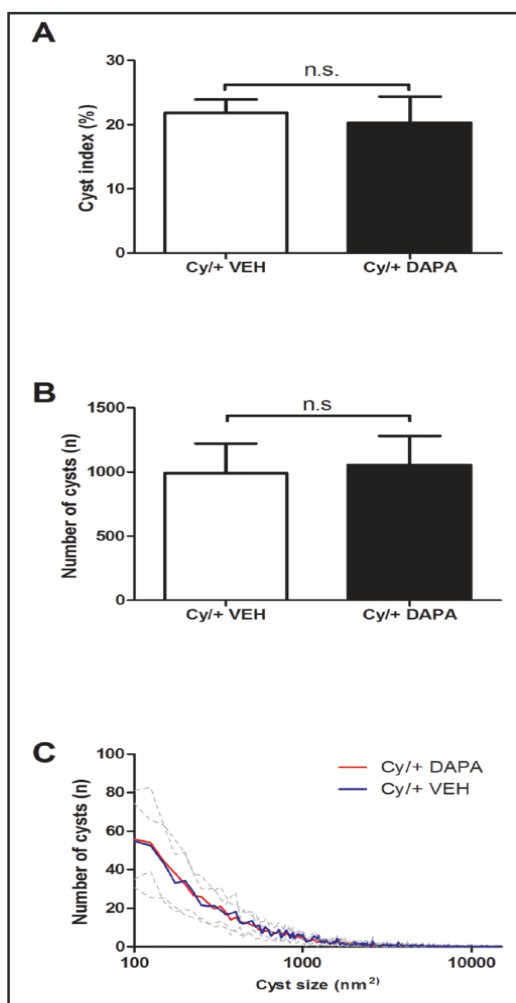 A
n.s.
Cyst index (%)
30
20
10
0
Cy/+ VEH
Cy/+ DAPA
B
n.s
Number of cysts (n)
1500
1000
500
0
Cy/+ VEH
Cy/+ DAPA
C
Number of cysts (n)
100
80
60
40
20
0
Cy/+ DAPA
Cy/+ VEH
100
1000
10000
Cyst size (nm²⁾